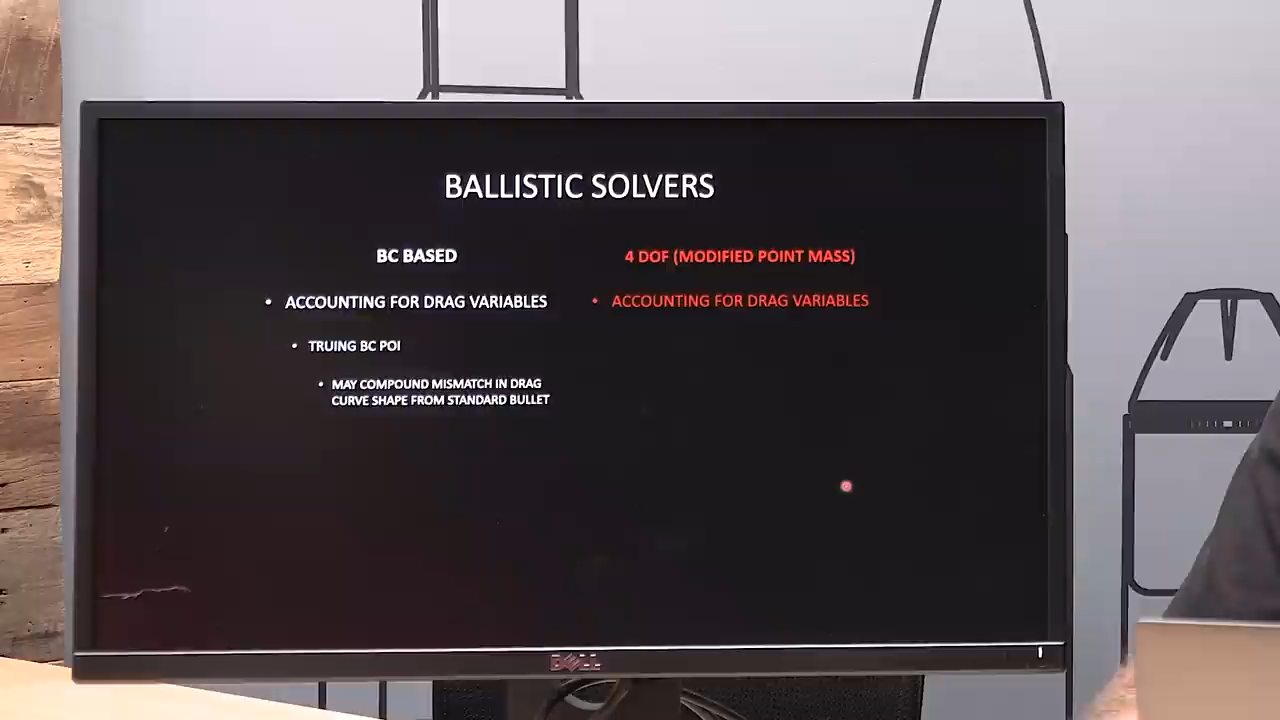 BALLISTIC SOLVERS
BC BASED
4 DOF (MODIFIED POINT MASS)
• ACCOUNTING FOR DRAG VARIABLES
• ACCOUNTING FOR DRAG VARIABLES
• TRUING BC POI
• MAY COMPOUND MISMATCH IN DRAG
CURVE SHAPE FROM STANDARD BULLET
DELL